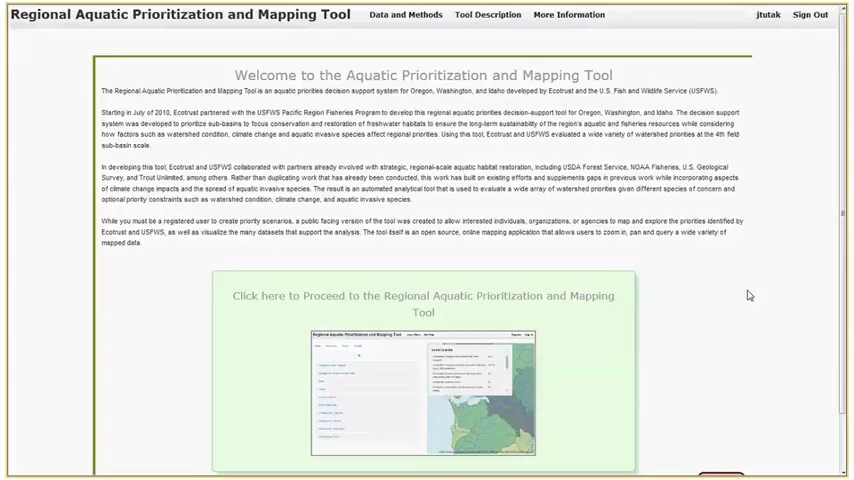 Regional Aquatic Prioritization and Mapping Tool Data and Methods Tool Description More Information jtutak Sign Out
Welcome to the Aquatic Prioritization and Mapping Tool
The Regional Aquatic Prioritization and Mapping Tool is an aquatic priorities decision support system for Oregon, Washington, and Idaho developed by Ecotrust and the U.S, Fish and Wildlife Service (USFWS).
Starting in July of 2010, Ecotrust partnered with the USFWS Pacific Region Fisheries Program to develop this regional aquatic priorities decision-support tool for Oregon, Washington, and Idaho. The decision support
system was developed to prioritize sub-basins to focus conservation and restoration of freshwater habitats to ensure the long-term sustainability of the region's aquatic and fisheries resources while considering
how factors such as watershed condition, climate change and aquatic invasive species affect regional priorities. Using this tool, Ecotrust and USFWS evaluated a wide variety of watershed priorities at the 4th field
sub-basin scale.
In developing this tool, Ecotrust and USFWS collaborated with partners already involved with strategic, regional-scale aquatic habitat restoration, including USDA Forest Service, NOAA Fisheries, U.S. Geological
Survey, and Trout Unlimited, among others. Rather than duplicating work that has already been conducted, this work has built on existing efforts and supplements gaps in previous work while incorporating aspects
of climate change impacts and the spread of aquatic invasive species. The result is an automated analytical tool that is used to evaluate a wide array of watershed priorities given different species of concern and
optional priority constraints such as watershed condition, climate change, and aquatic invasive species.
While you must be a registered user to create priority scenarios, a public facing version of the tool was created to allow interested individuals, organizations, or agencies to map and explore the priorities identified by
Ecotrust and USFWS, as well as visualize the many datasets that support the analysis. The tool itself is an open source, online mapping application that allows users to zoom in, pan and query a wide variety of
mapped data.
Click here to Proceed to the Regional Aquatic Prioritization and Mapping
Tool
Regional Aquatic Prioritization and Mapping Tool